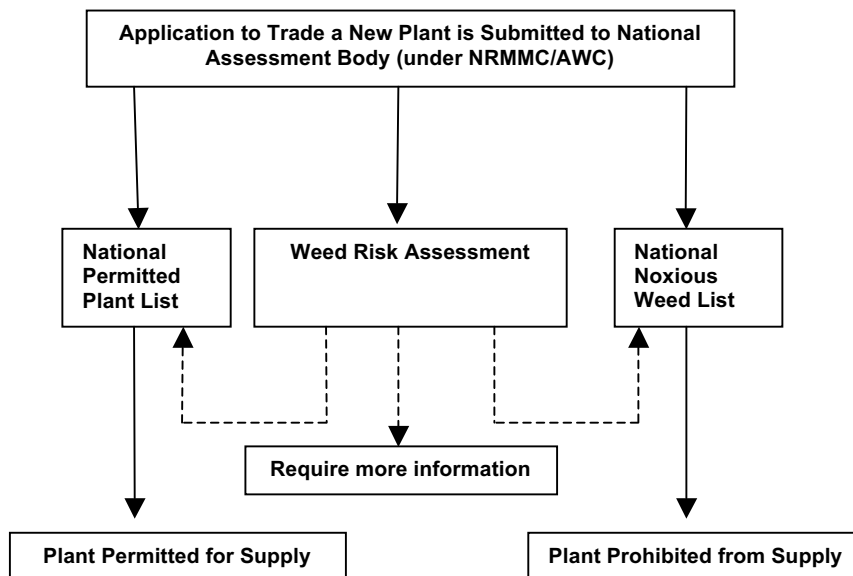 Application to Trade a New Plant is Submitted to National
Assessment Body (under NRMMC/AWC)
National
Permitted
Plant List
Weed Risk Assessment
National
Noxious
Weed List
Require more information
Plant Permitted for Supply
Plant Prohibited from Supply